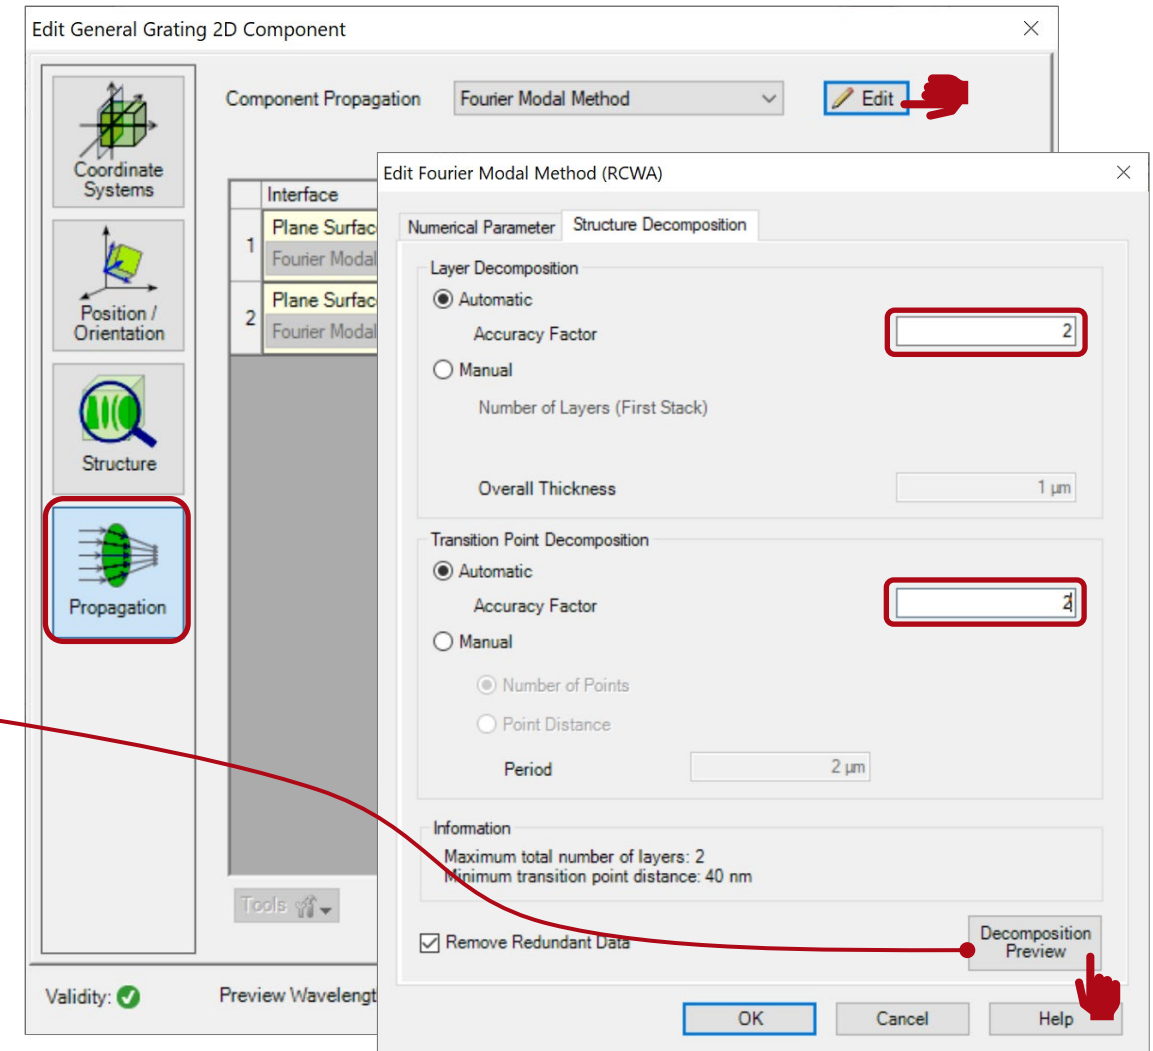 Edit General Grating 2D Component
Component Propagation
Fourier Modal Method
Edit
Coordinate
Systems
Position /
Orientation
Structure
Propagation
Interface
1
Plane Surfac
Fourier Modal
2
Plane Surfac
Fourier Modal
Tools
Validity:
Preview Wavelengt
Edit Fourier Modal Method (RCWA)
Numerical Parameter
Structure Decomposition
Layer Decomposition
Automatic
Accuracy Factor
2
Manual
Number of Layers (First Stack)
Overall Thickness
1 µm
Transition Point Decomposition
Automatic
Accuracy Factor
2
Manual
Number of Points
Point Distance
Period
2 µm
Information
Maximum total number of layers: 2
Minimum transition point distance: 40 nm
Remove Redundant Data
Decomposition
Preview
OK
Cancel
Help